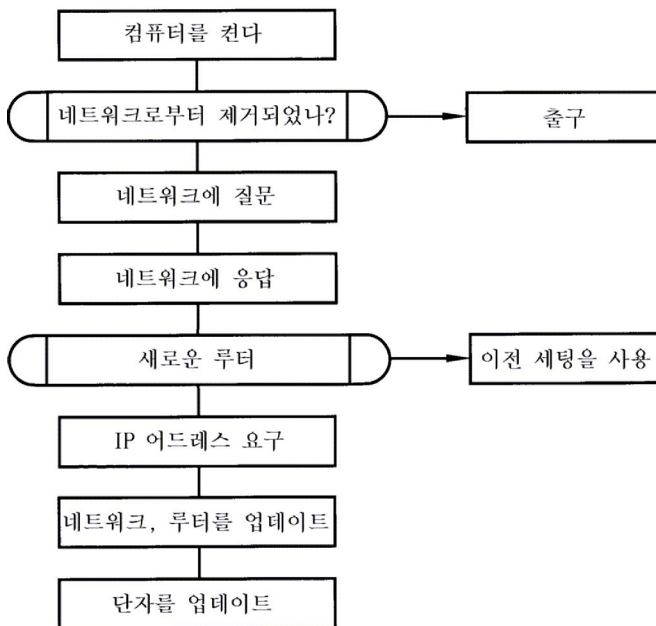 컴퓨터를 켠다
네트워크로부터 제거되었나?
출구
네트워크에 질문
네트워크에 응답
새로운 루터
이전 세팅을 사용
IP 어드레스 요구
네트워크, 루터를 업데이트
단자를 업데이트